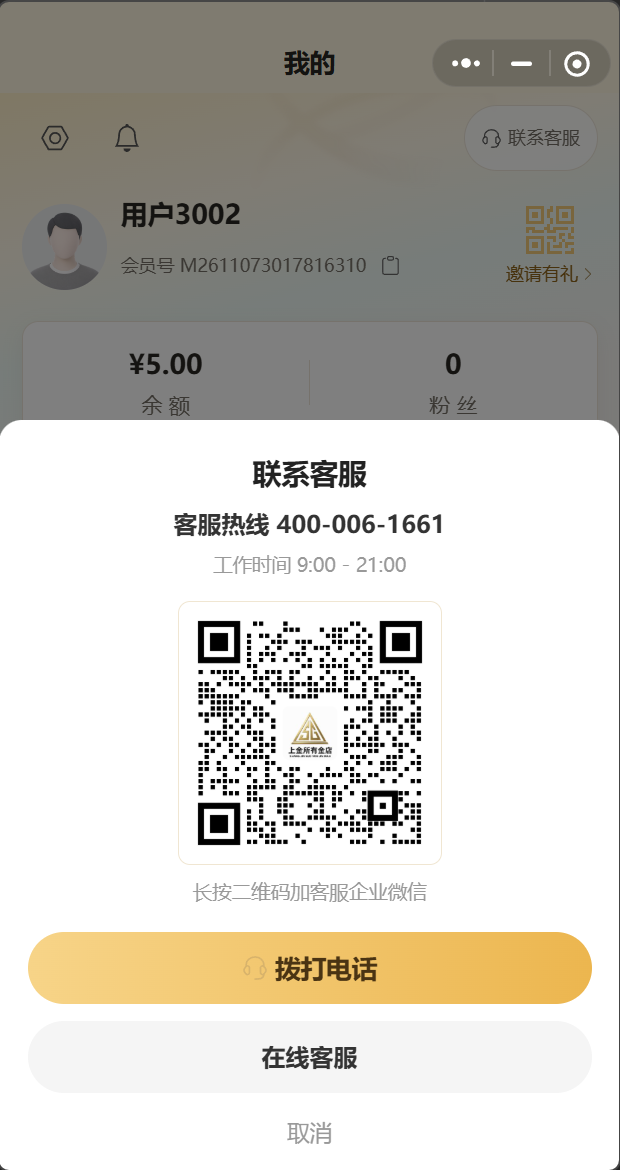 我的
联系客服
用户3002
会员号 M2611073017816310
邀请有礼
¥5.00
0
余 额
粉 丝
联系客服
客服热线 400-006-1661
工作时间 9:00 - 21:00
上金所有金店
长按二维码加客服企业微信
拨打电话
在线客服
取消